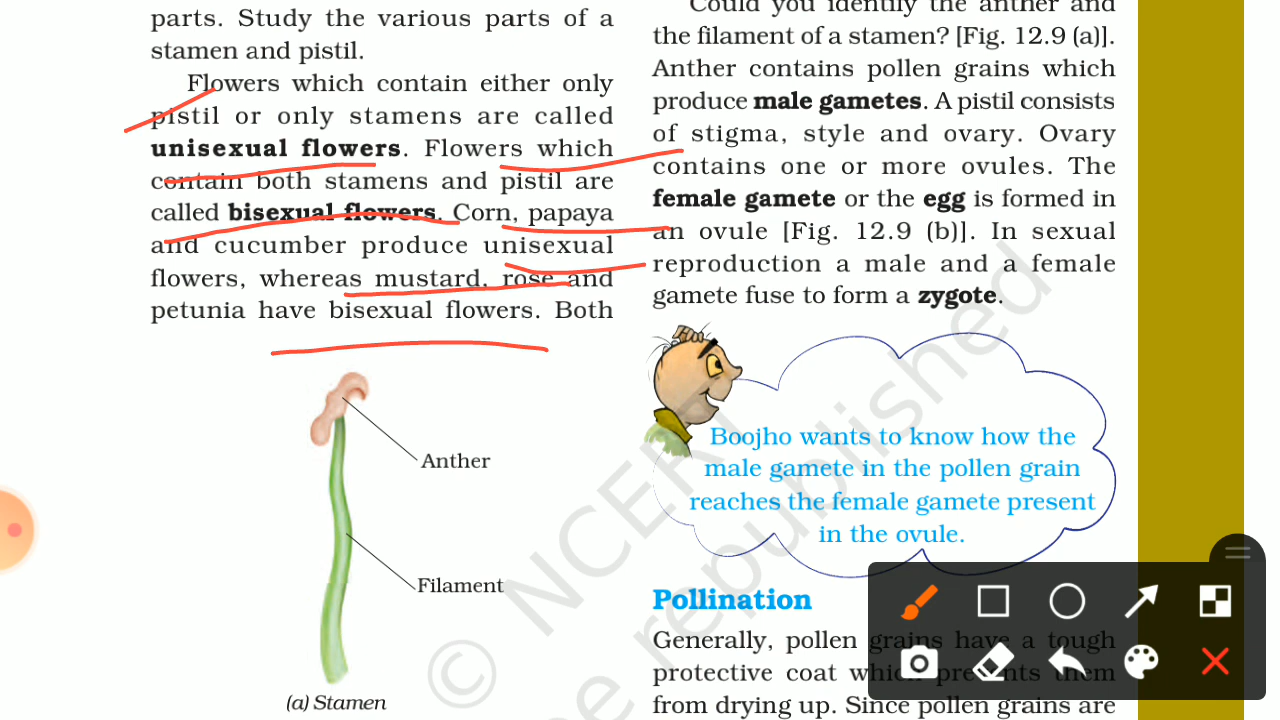 parts. Study the various parts of a
stamen and pistil.
Flowers which contain either only
pistil or only stamens are called
unisexual flowers. Flowers which
contain both stamens and pistil are
called bisexual flowers. Corn, papaya
and cucumber produce unisexual
flowers, whereas mustard, rose and
petunia have bisexual flowers. Both
Anther
Filament
(a) Stamen
Could you identify the anther and
the filament of a stamen? [Fig. 12.9 (a)].
Anther contains pollen grains which
produce male gametes. A pistil consists
of stigma, style and ovary. Ovary
contains one or more ovules. The
female gamete or the egg is formed in
an ovule [Fig. 12.9 (b)]. In sexual
reproduction a male and a female
gamete fuse to form a zygote.
Boojho wants to know how the
male gamete in the pollen grain
reaches the female gamete present
in the ovule.
Pollination
Generally, pollen grains have a tough
protective coat which prevents them
from drying up. Since pollen grains are
© NCERT
be republished